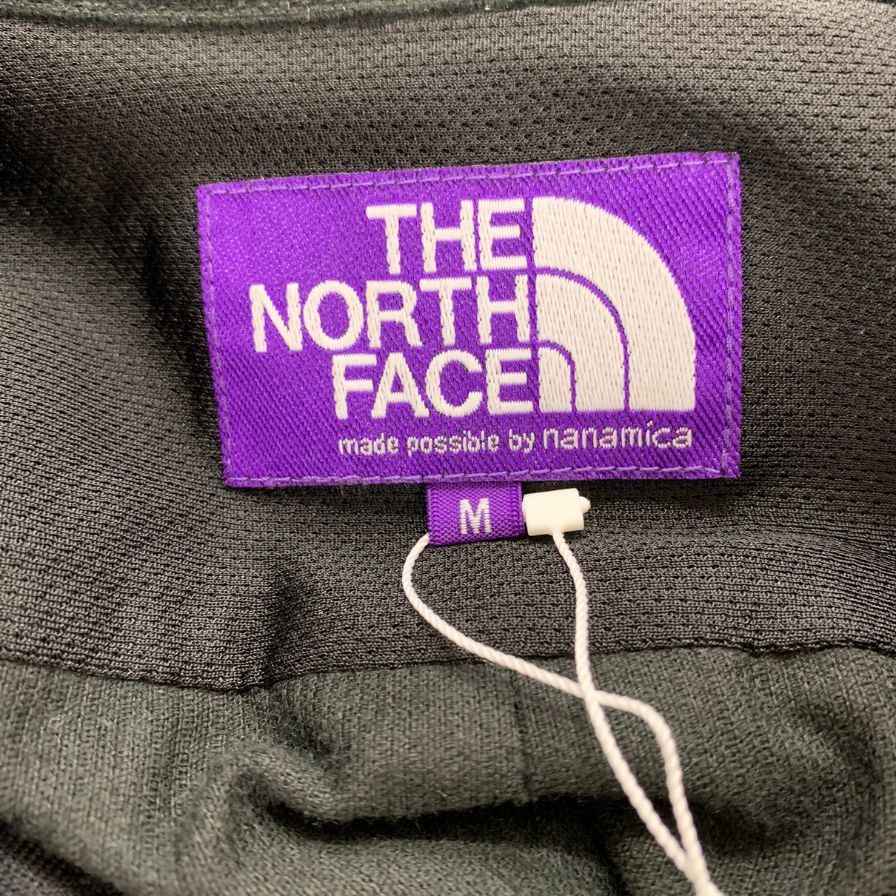 THE
NORTH
FACE
made possible by nanamica
M